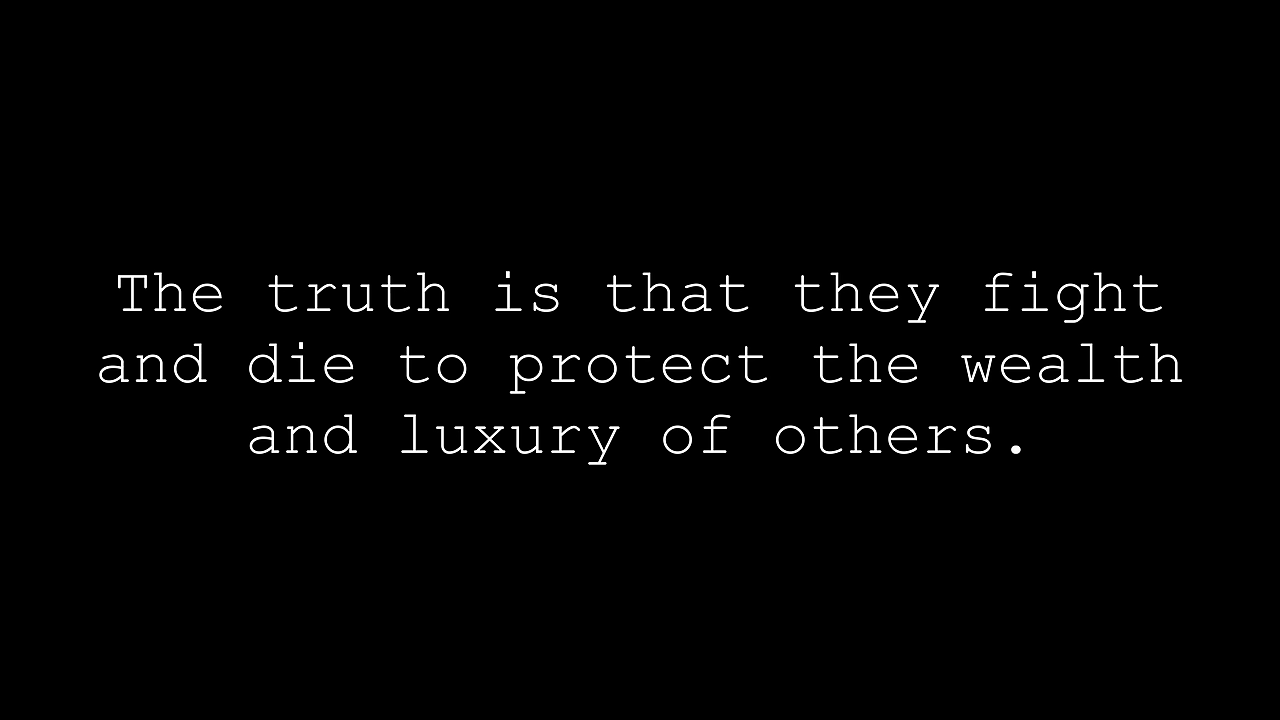 The truth is that they fight
and die to protect the wealth
and luxury of others.